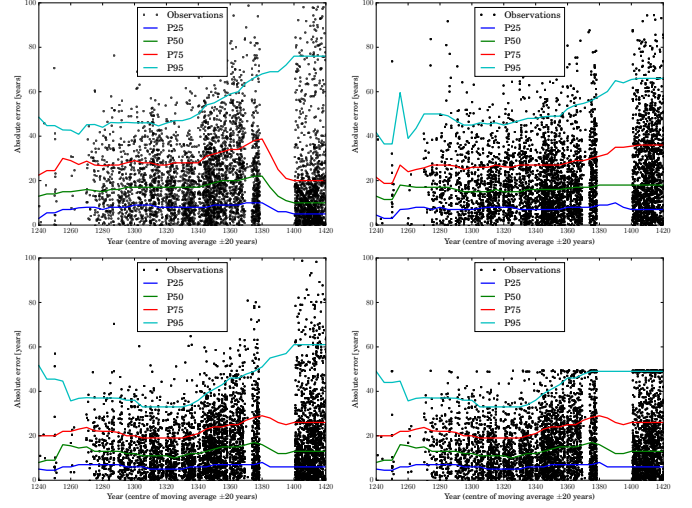 100
80
60
40
20
0
Absolute error [years]
Observations
P25
P50
P75
P95
1240 1260 1280 1300 1320 1340 1360 1380 1400 1420
Year (centre of moving average ±20 years)
100
80
60
40
20
0
Absolute error [years]
Observations
P25
P50
P75
P95
1240 1260 1280 1300 1320 1340 1360 1380 1400 1420
Year (centre of moving average ±20 years)
100
80
60
40
20
0
Absolute error [years]
Observations
P25
P50
P75
P95
1240 1260 1280 1300 1320 1340 1360 1380 1400 1420
Year (centre of moving average ±20 years)
100
80
60
40
20
0
Absolute error [years]
Observations
P25
P50
P75
P95
1240 1260 1280 1300 1320 1340 1360 1380 1400 1420
Year (centre of moving average ±20 years)